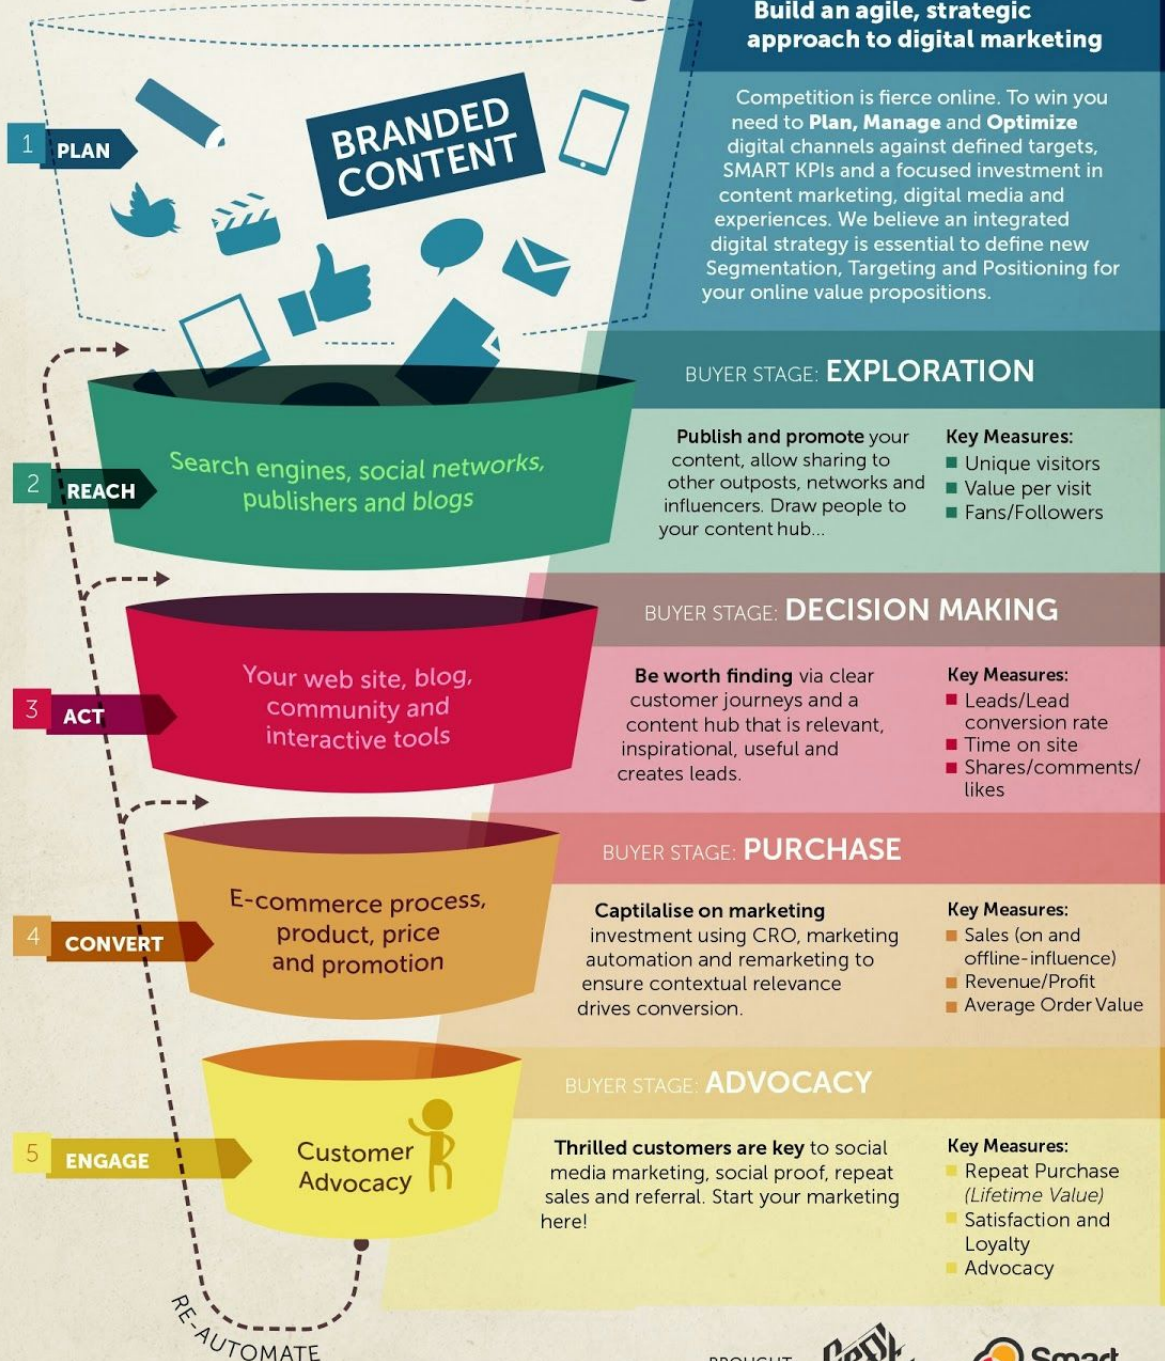 Build an agile, strategic
approach to digital marketing
Competition is fierce online. To win you
need to Plan, Manage and Optimize
digital channels against defined targets,
SMART KPIs and a focused investment in
content marketing, digital media and
experiences. We believe an integrated
digital strategy is essential to define new
Segmentation, Targeting and Positioning for
your online value propositions.
1 PLAN
BRANDED
CONTENT
BUYER STAGE: EXPLORATION
2 REACH
Search engines, social networks,
publishers and blogs
Publish and promote your
content, allow sharing to
other outposts, networks and
influencers. Draw people to
your content hub...
Key Measures:
Unique visitors
Value per visit
Fans/Followers
BUYER STAGE: DECISION MAKING
3 ACT
Your web site, blog,
community and
interactive tools
Be worth finding via clear
customer journeys and a
content hub that is relevant,
inspirational, useful and
creates leads.
Key Measures:
Leads/Lead
conversion rate
Time on site
Shares/comments/
likes
BUYER STAGE: PURCHASE
4 CONVERT
E-commerce process,
product, price
and promotion
Captilalise on marketing
investment using CRO, marketing
automation and remarketing to
ensure contextual relevance
drives conversion.
Key Measures:
Sales (on and
offline-influence)
Revenue/Profit
Average Order Value
BUYER STAGE: ADVOCACY
5 ENGAGE
Customer
Advocacy
Thrilled customers are key to social
media marketing, social proof, repeat
sales and referral. Start your marketing
here!
Key Measures:
Repeat Purchase
(Lifetime Value)
Satisfaction and
Loyalty
Advocacy
RE-AUTOMATE
BROUGHT
Smart